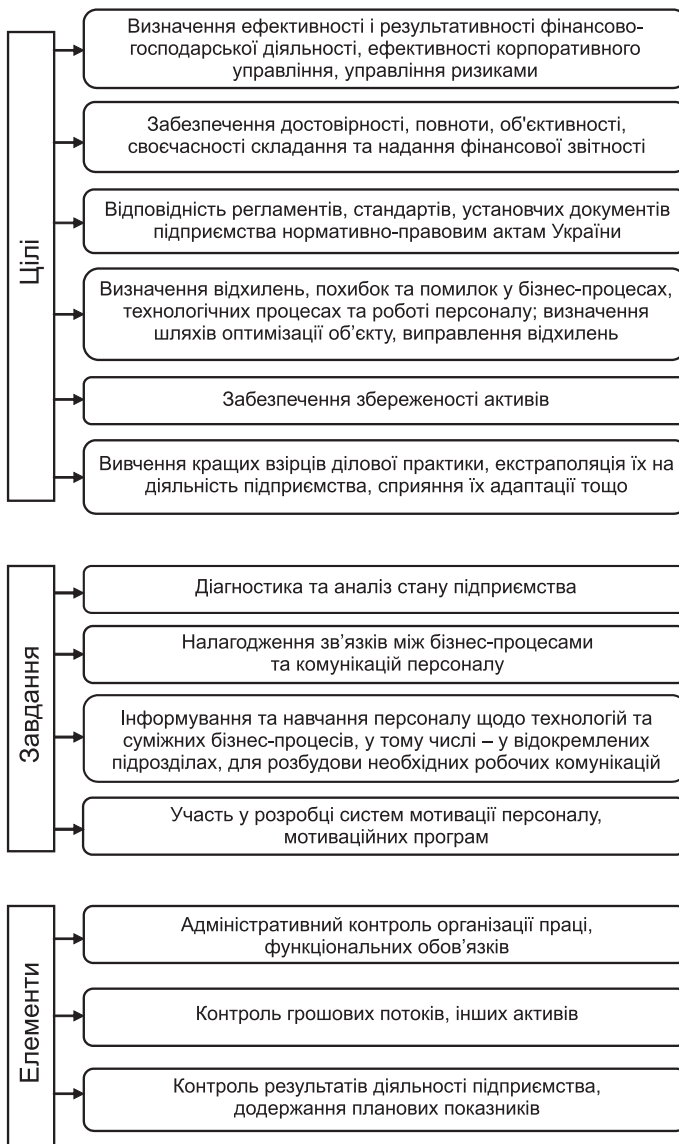 Цілі
Визначення ефективності і результативності фінансово-
господарської діяльності, ефективності корпоративного
управління, управління ризиками
Забезпечення достовірності, повноти, об'єктивності,
своєчасності складання та надання фінансової звітності
Відповідність регламентів, стандартів, установчих документів
підприємства нормативно-правовим актам України
Визначення відхилень, похибок та помилок у бізнес-процесах,
технологічних процесах та роботі персоналу; визначення
шляхів оптимізації об’єкту, виправлення відхилень
Забезпечення збереженості активів
Вивчення кращих взірців ділової практики, екстраполяція їх на
діяльність підприємства, сприяння їх адаптації тощо
Завдання
Діагностика та аналіз стану підприємства
Налагодження зв’язків між бізнес-процесами
та комунікацій персоналу
Інформування та навчання персоналу щодо технологій та
суміжних бізнес-процесів, у тому числі – у відокремлених
підрозділах, для розбудови необхідних робочих комунікацій
Участь у розробці систем мотивації персоналу,
мотиваційних програм
Елементи
Адміністративний контроль організації праці,
функціональних обов’язків
Контроль грошових потоків, інших активів
Контроль результатів діяльності підприємства,
додержання планових показників